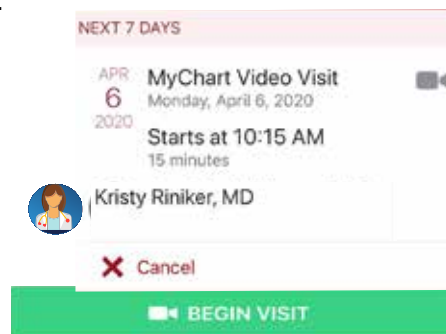 NEXT 7 DAYS
APR
6
2020
MyChart Video Visit
Monday, April 6, 2020
Starts at 10:15 AM
15 minutes
Kristy Riniker, MD
Cancel
BEGIN VISIT